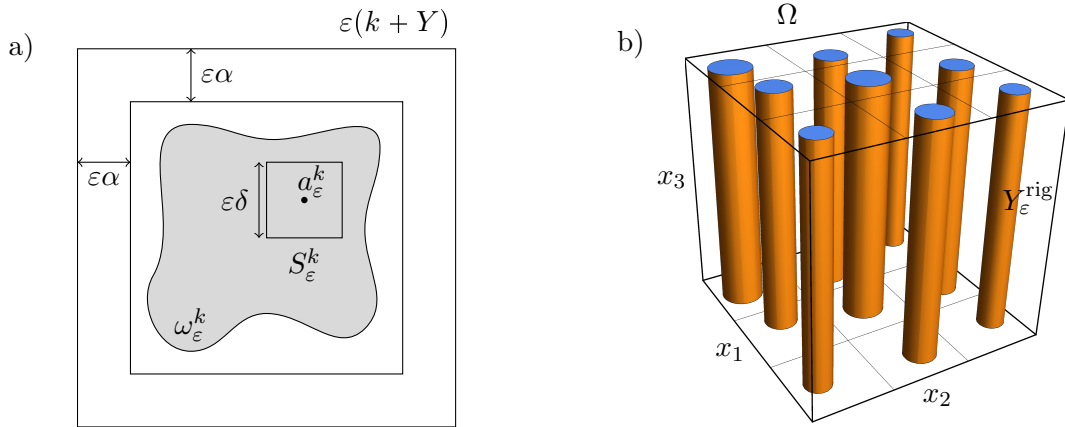 a)
ε(k + Y)
εα
εα
a_ε^k
εδ
S_ε^k
ω_ε^k
b)
Ω
x_3
Y_ε^rig
x_1
x_2